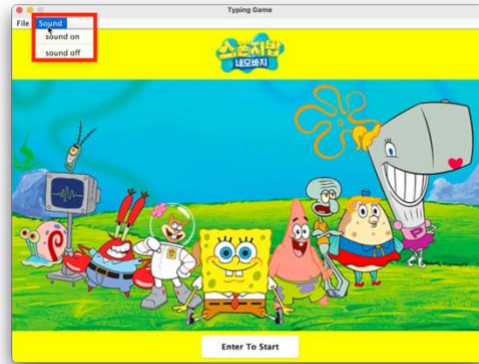 Typing Game
File Sound
sound on
sound off
스폰지밥
네모바지
P
Enter To Start